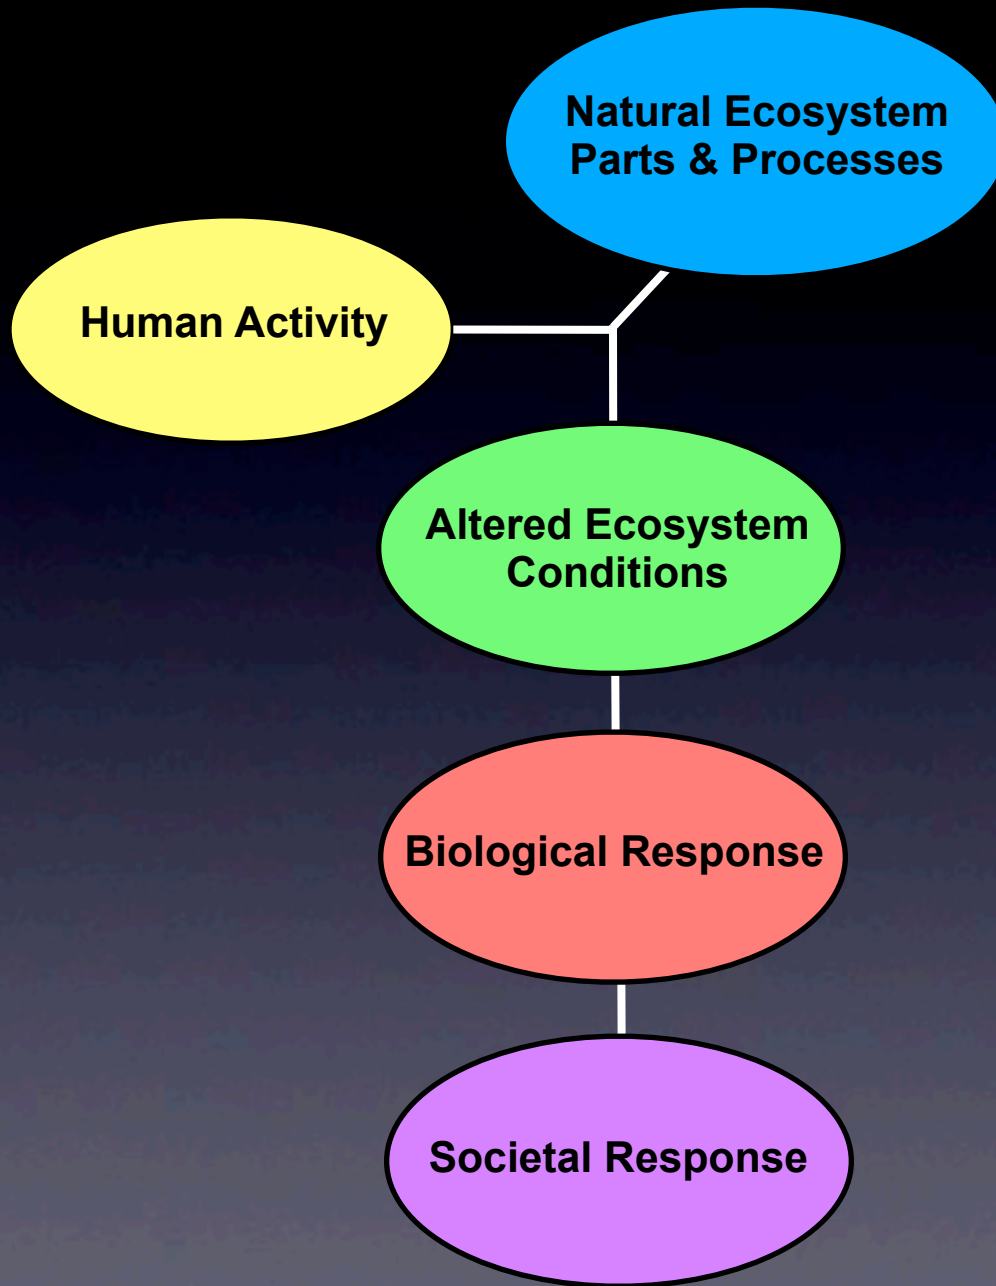 Natural Ecosystem
Parts & Processes
Human Activity
Altered Ecosystem
Conditions
Biological Response
Societal Response